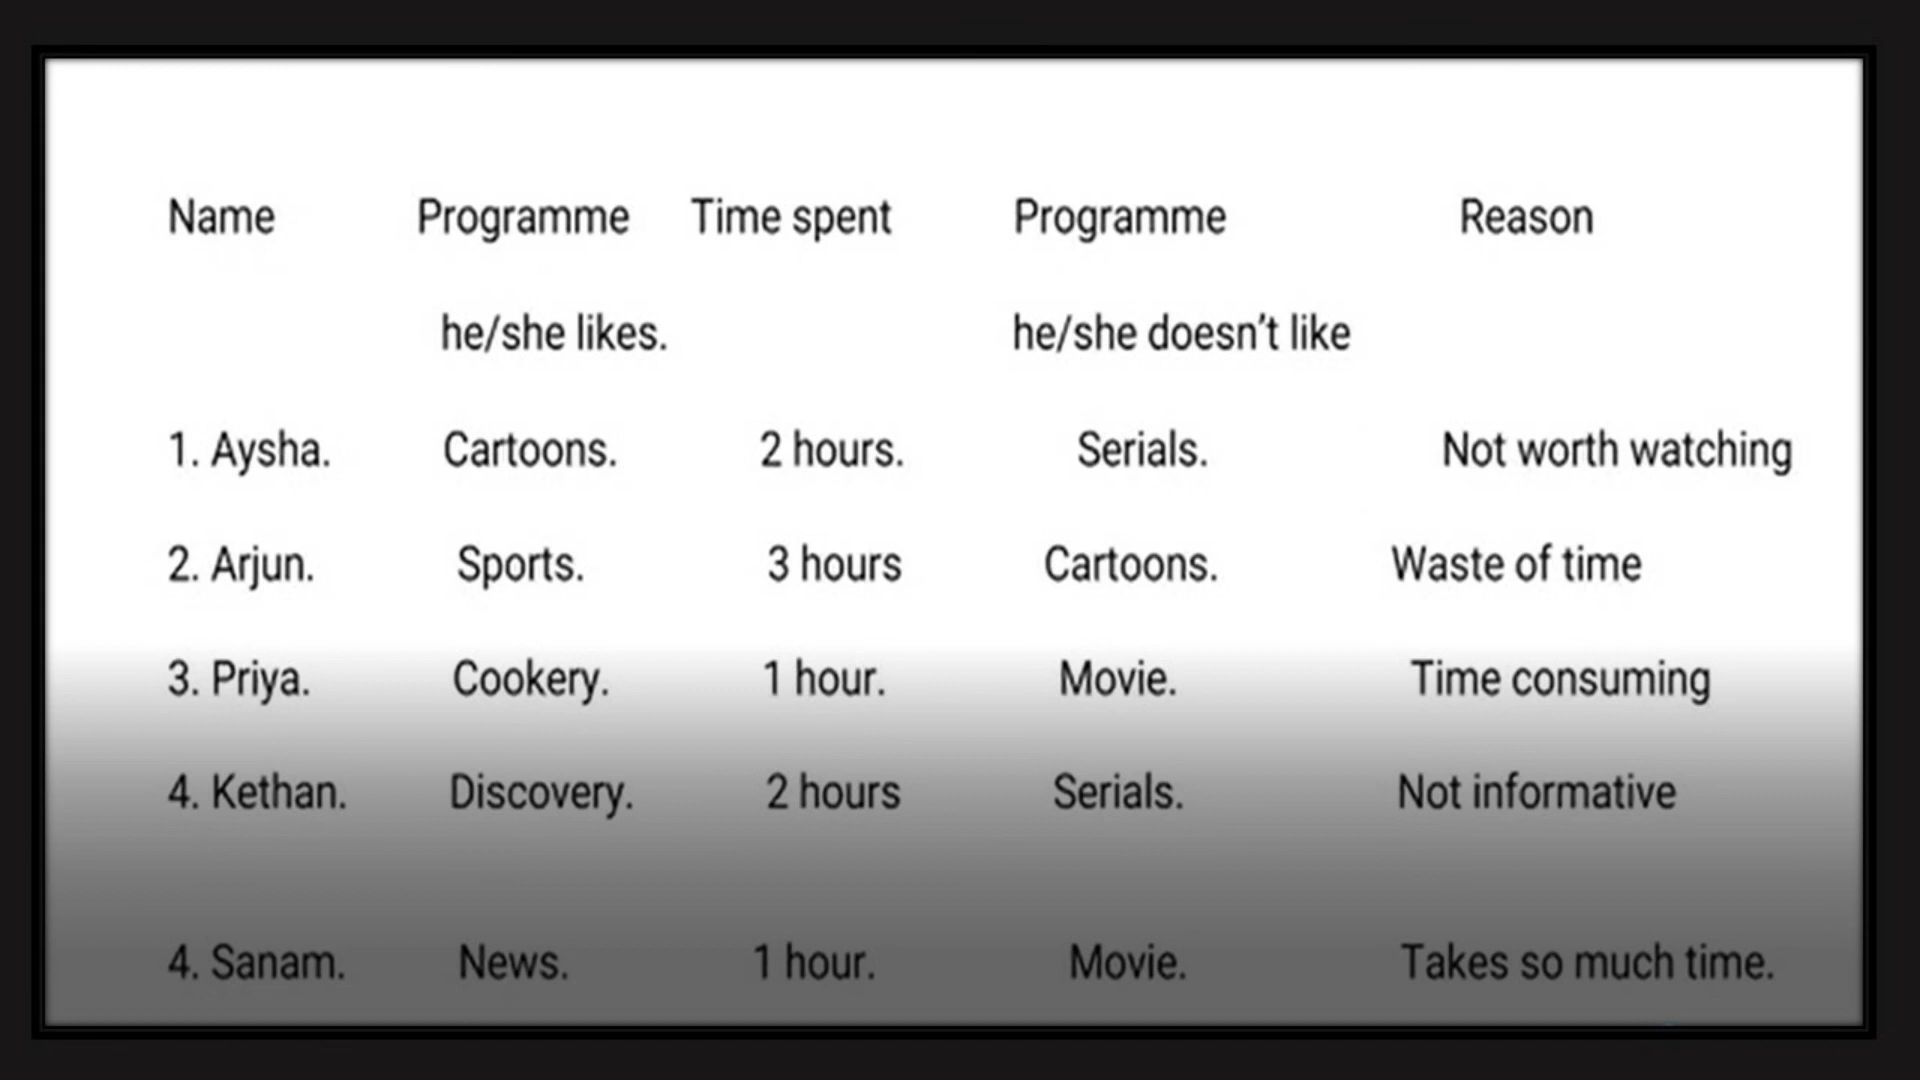 Name Programme Time spent Programme Reason
he/she likes. he/she doesn’t like
1. Aysha. Cartoons. 2 hours. Serials. Not worth watching
2. Arjun. Sports. 3 hours Cartoons. Waste of time
3. Priya. Cookery. 1 hour. Movie. Time consuming
4. Kethan. Discovery. 2 hours Serials. Not informative
4. Sanam. News. 1 hour. Movie. Takes so much time.